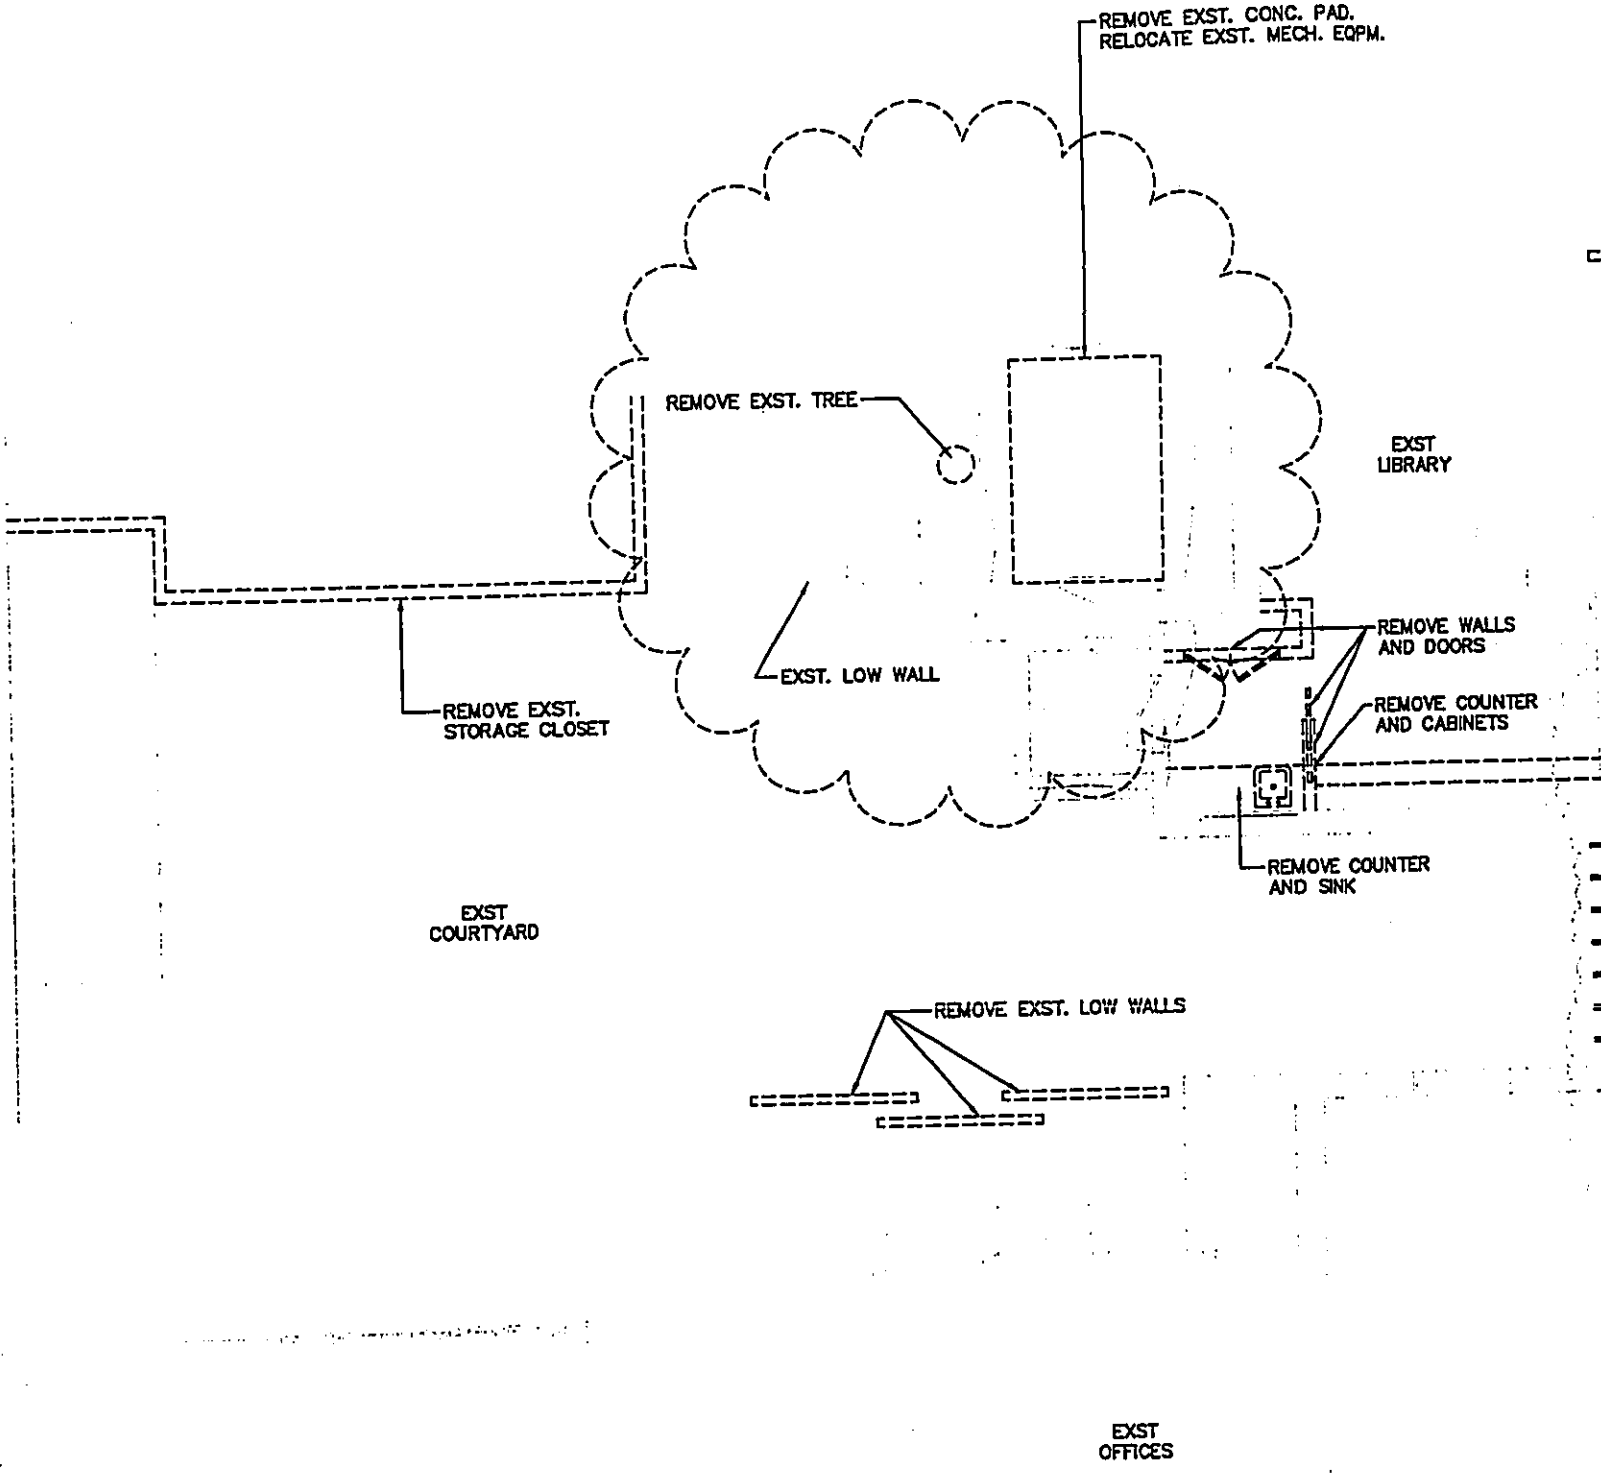 REMOVE EXST. CONC. PAD.
RELOCATE EXST. MECH. EQPM.
REMOVE EXST. TREE
EXST
LIBRARY
REMOVE WALLS
AND DOORS
EXST. LOW WALL
REMOVE EXST.
STORAGE CLOSET
REMOVE COUNTER
AND CABINETS
REMOVE COUNTER
AND SINK
EXST
COURTYARD
REMOVE EXST. LOW WALLS
EXST
OFFICES